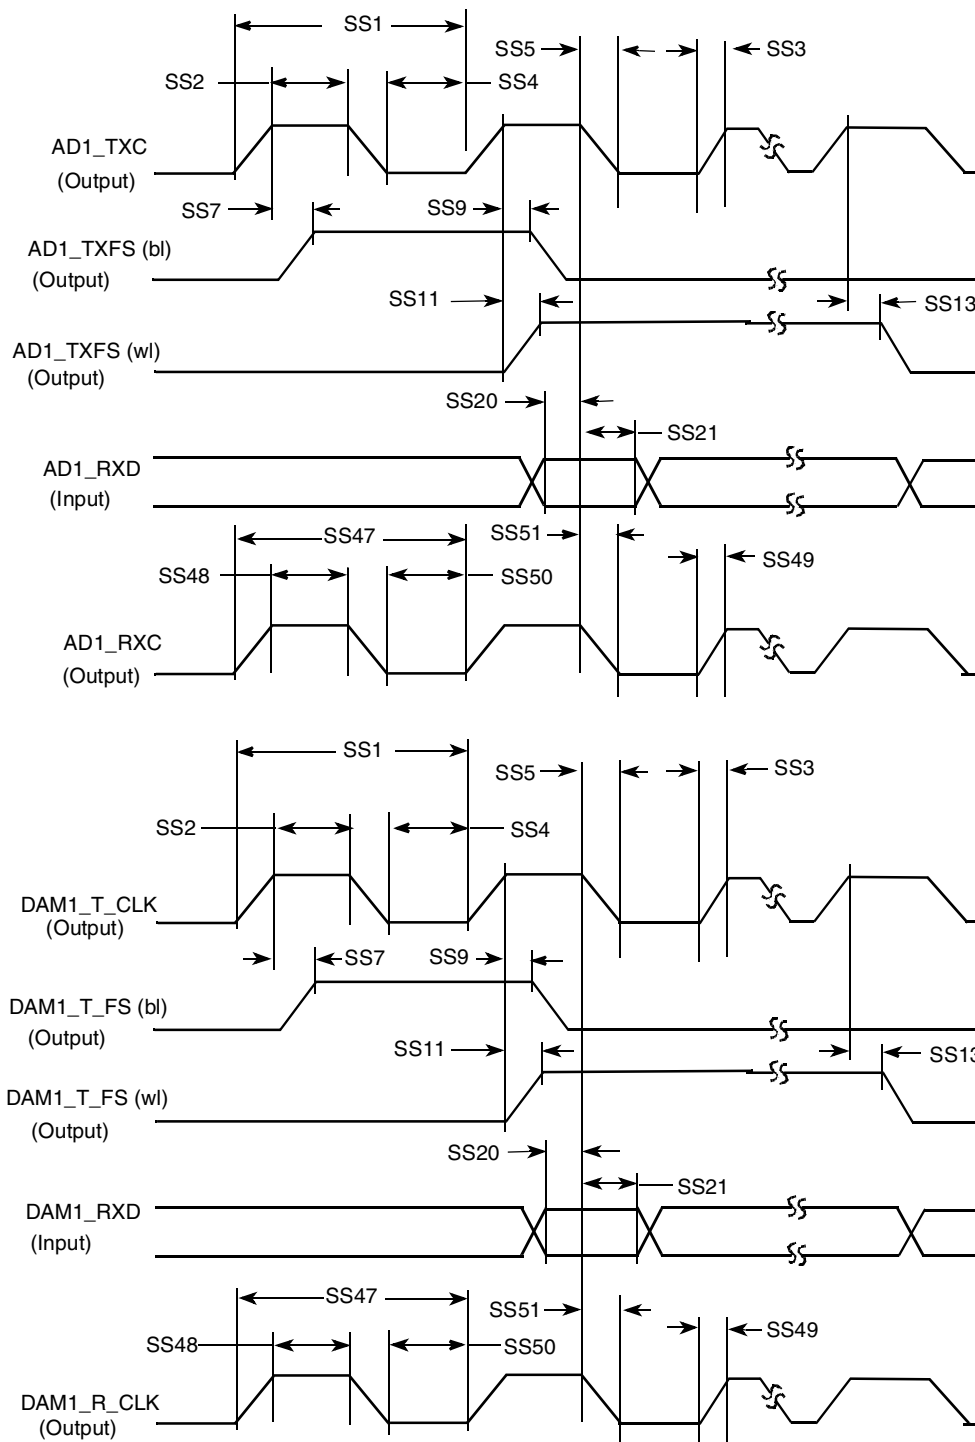 SS1
SS5
SS3
SS2
SS4
AD1_TXC
(Output)
SS7
SS9
AD1_TXFS (bl)
(Output)
SS11
SS13
AD1_TXFS (wl)
(Output)
SS20
SS21
AD1_RXD
(Input)
SS47
SS51
SS49
SS48
SS50
AD1_RXC
(Output)
SS1
SS5
SS3
SS2
SS4
DAM1_T_CLK
(Output)
SS7
SS9
DAM1_T_FS (bl)
(Output)
SS11
SS13
DAM1_T_FS (wl)
(Output)
SS20
SS21
DAM1_RXD
(Input)
SS47
SS51
SS49
SS48
SS50
DAM1_R_CLK
(Output)